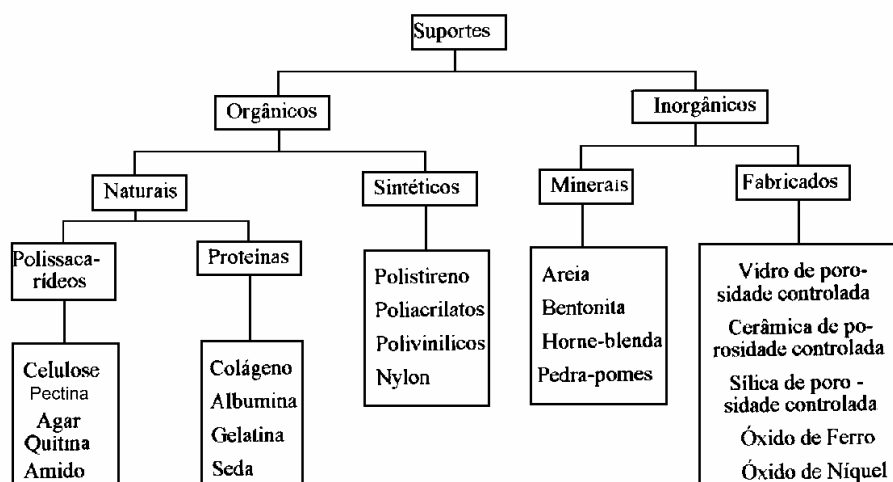 Suportes
Orgânicos
Inorgânicos
Naturais
Sintéticos
Minerais
Fabricados
Polissaca-
rídeos
Proteínas
Celulose
Pectina
Agar
Quitina
Amido
Colágeno
Albumina
Gelatina
Seda
Polistireno
Poliacrilatos
Polivinilicos
Nylon
Areia
Bentonita
Horne-blenda
Pedra-pomes
Vidro de poro-
sidade controlada
Cerâmica de po-
rosidade controlada
Sílica de poro -
sidade controlada
Óxido de Ferro
Óxido de Níquel